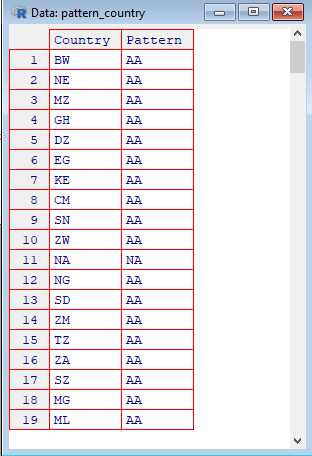 Data: pattern_country
Country Pattern
1 BW AA
2 NE AA
3 MZ AA
4 GH AA
5 DZ AA
6 EG AA
7 KE AA
8 CM AA
9 SN AA
10 ZW AA
11 NA NA
12 NG AA
13 SD AA
14 ZM AA
15 TZ AA
16 ZA AA
17 SZ AA
18 MG AA
19 ML AA